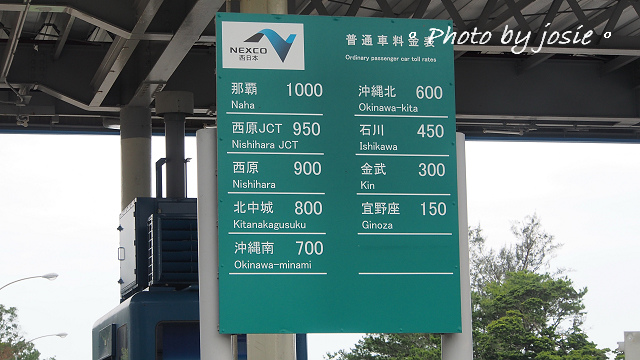 ° Photo by josie °
NEXCO
西日本
普通車料金表
Ordinary passenger car toll rates
那覇 1000
Naha
西原JCT 950
Nishihara JCT
西原 900
Nishihara
北中城 800
Kitanakagusuku
沖縄南 700
Okinawa-minami
沖縄北 600
Okinawa-kita
石川 450
Ishikawa
金武 300
Kin
宜野座 150
Ginoza